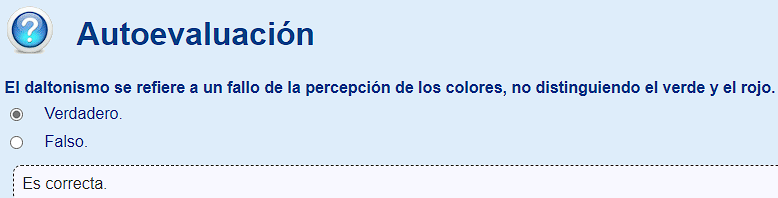 Autoevaluación
El daltonismo se refiere a un fallo de la percepción de los colores, no distinguiendo el verde y el rojo.
Verdadero.
Falso.
Es correcta.